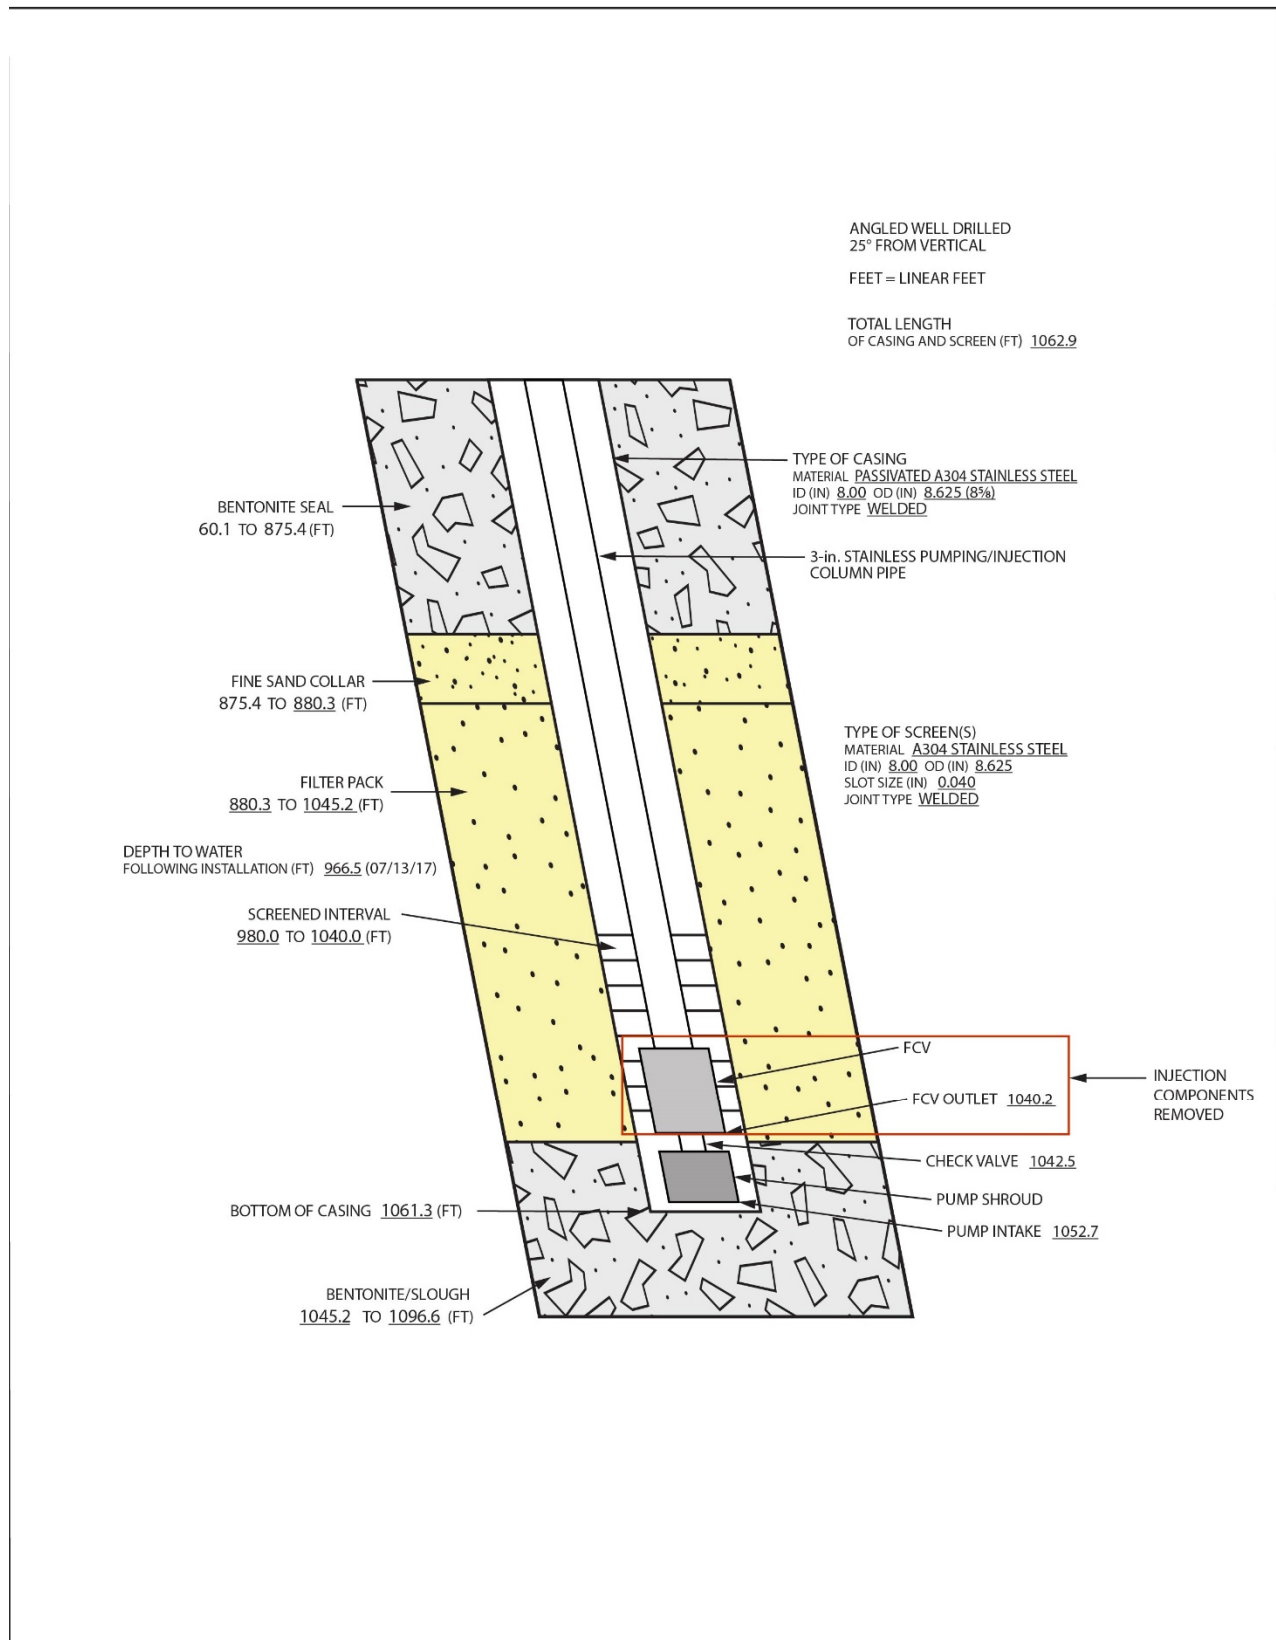 ANGLED WELL DRILLED
25° FROM VERTICAL
FEET = LINEAR FEET
TOTAL LENGTH
OF CASING AND SCREEN (FT) 1062.9
TYPE OF CASING
MATERIAL PASSIVATED A304 STAINLESS STEEL
ID (IN) 8.00 OD (IN) 8.625 (8⅝)
JOINT TYPE WELDED
BENTONITE SEAL
60.1 TO 875.4 (FT)
3-in. STAINLESS PUMPING/INJECTION
COLUMN PIPE
FINE SAND COLLAR
875.4 TO 880.3 (FT)
TYPE OF SCREEN(S)
MATERIAL A304 STAINLESS STEEL
ID (IN) 8.00 OD (IN) 8.625
SLOT SIZE (IN) 0.040
JOINT TYPE WELDED
FILTER PACK
880.3 TO 1045.2 (FT)
DEPTH TO WATER
FOLLOWING INSTALLATION (FT) 966.5 (07/13/17)
SCREENED INTERVAL
980.0 TO 1040.0 (FT)
FCV
FCV OUTLET 1040.2
INJECTION
COMPONENTS
REMOVED
CHECK VALVE 1042.5
PUMP SHROUD
BOTTOM OF CASING 1061.3 (FT)
PUMP INTAKE 1052.7
BENTONITE/SLOUGH
1045.2 TO 1096.6 (FT)